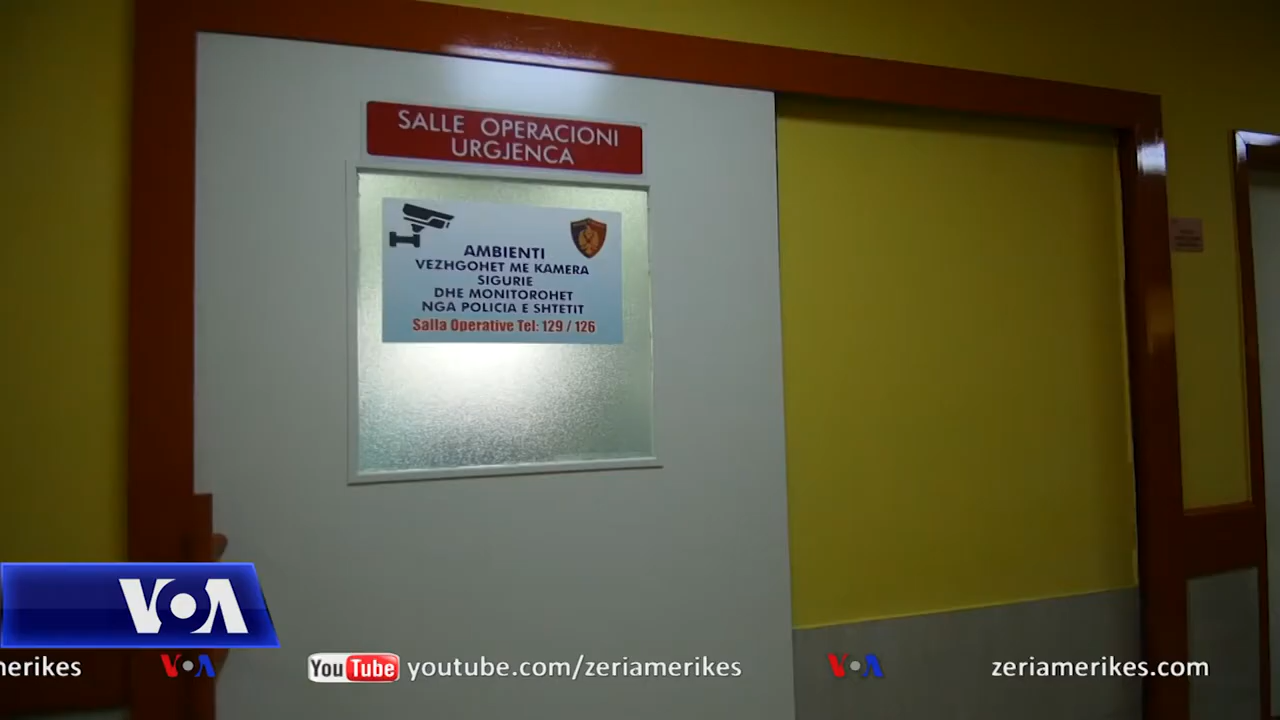 SALLE OPERACIONI
URGJENCA
AMBIENTI
VEZHGOHET ME KAMERA
SIGURIE
DHE MONITOROHET
NGA POLICIA E SHTETIT
Salla Operative Tel: 129 / 126
VOA
merikes VOA YouTube youtube.com/zeriamerikes VOA zeriamerikes.com